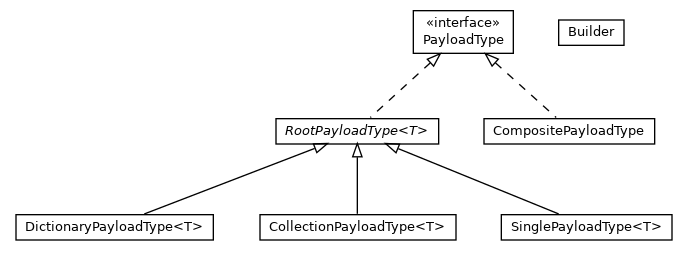 «interface»
PayloadType
Builder
RootPayloadType<T>
CompositePayloadType
DictionaryPayloadType<T>
CollectionPayloadType<T>
SinglePayloadType<T>